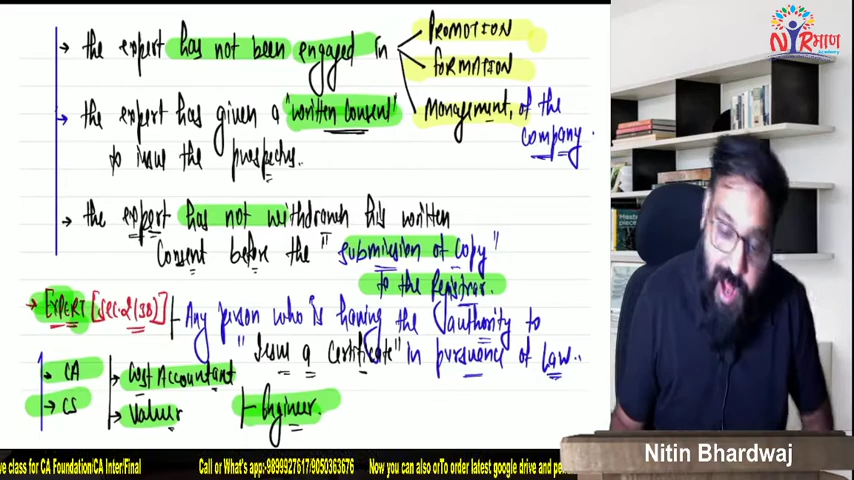 → the expert has not been engaged in
PROMOTION
FORMATION
Management, of the
company.
→ the expert has given a "written consent"
to issue the prospectus.
→ the expert has not withdrawn his written
consent before the "submission of copy"
to the registrar.
→ EXPERT [Sec. 2(38)] Any person who is having the authority to
"Issue a certificate" in pursuance of law..
→ CA → Cost Accountant
→ CS → Valuer Engineer.
NIRમાण
Academy
Nitin Bhardwaj
ve class for CA Foundation/CA Inter/Final Call or What's app:-9899927617/9050363676 Now you can also orTo order latest google drive and pe